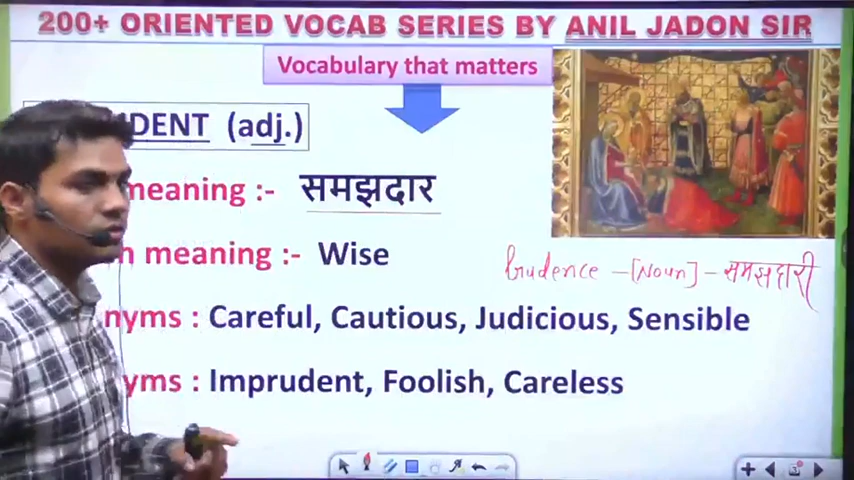 200+ ORIENTED VOCAB SERIES BY ANIL JADON SIR
Vocabulary that matters
DENT (adj.)
meaning :- समझदार
meaning :- Wise
Prudence - [Noun] - समझदारी
nyms : Careful, Cautious, Judicious, Sensible
yms : Imprudent, Foolish, Careless